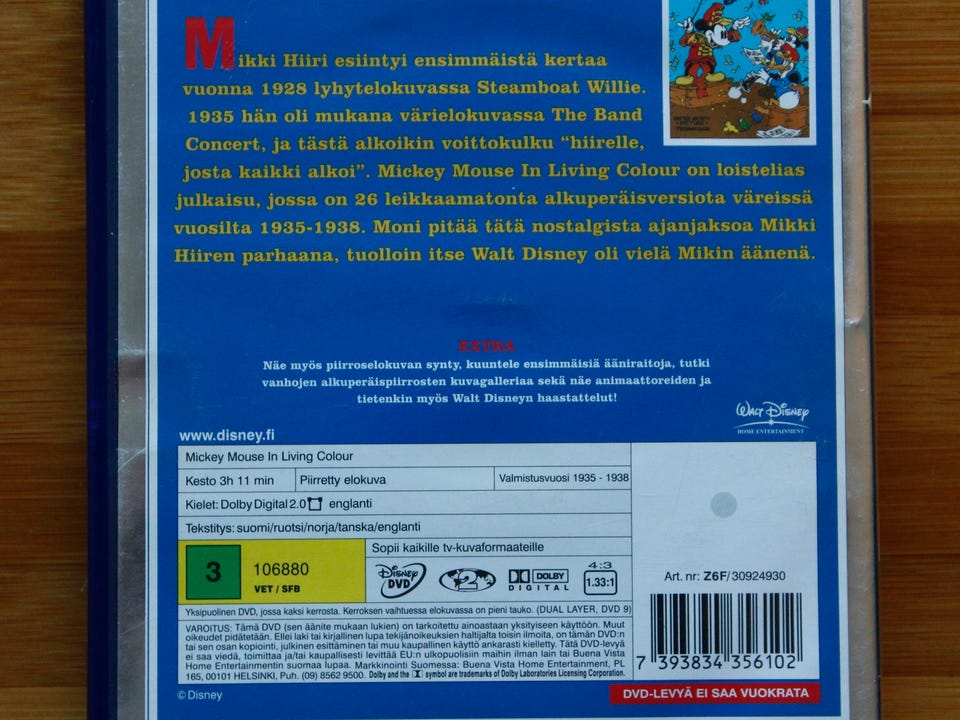 Mikki Hiiri esiintyi ensimmäistä kertaa
vuonna 1928 lyhytelokuvassa Steamboat Willie.
1935 hän oli mukana värielokuvassa The Band
Concert, ja tästä alkoikin voittokulku “hiirelle,
josta kaikki alkoi”. Mickey Mouse In Living Colour on loistelias
julkaisu, jossa on 26 leikkaamatonta alkuperäisversiota väreissä
vuosilta 1935-1938. Moni pitää tätä nostalgista ajanjaksoa Mikki
Hiiren parhaana, tuolloin itse Walt Disney oli vielä Mikin äänenä.
EXTRA
Näe myös piirroselokuvan synty, kuuntele ensimmäisiä ääniraitoja, tutki
vanhojen alkuperäispiirrosten kuvagalleriaa sekä näe animaattoreiden ja
tietenkin myös Walt Disneyn haastattelut!
WALT DISNEY
HOME ENTERTAINMENT
www.disney.fi
Mickey Mouse In Living Colour
Kesto 3h 11 min Piirretty elokuva Valmistusvuosi 1935 - 1938
Kielet: Dolby Digital 2.0 englanti
Tekstitys: suomi/ruotsi/norja/tanska/englanti
3 106880
VET / SFB
Sopii kaikille tv-kuvaformaateille
Disney DVD 2 DOLBY DIGITAL 4:3 1.33:1
Yksipuolinen DVD, jossa kaksi kerrosta. Kerroksen vaihtuessa elokuvassa on pieni tauko. (DUAL LAYER, DVD 9)
VAROITUS: Tämä DVD (sen äänite mukaan lukien) on tarkoitettu ainoastaan yksityiseen käyttöön. Muut
oikeudet pidätetään. Ellei laki tai kirjallinen lupa tekijänoikeuksien haltijalta toisin ilmoita, on tämän DVD:n
tai sen osan kopiointi, julkinen esittäminen tai muu kaupallinen käyttö ankarasti kielletty. Tätä DVD-levyä
ei saa viedä, toimittaa ja/tai kaupallisesti levittää EU:n ulkopuolisiin maihin ilman lain tai Buena Vista
Home Entertainmentin suomaa lupaa. Markkinointi Suomessa: Buena Vista Home Entertainment, PL
165, 00101 HELSINKI, Puh. (09) 8562 9500. Dolby and the symbol are trademarks of Dolby Laboratories Licensing Corporation.
Art. nr: Z6F/30924930
7 393834 356102
© Disney
DVD-LEVYÄ EI SAA VUOKRATA